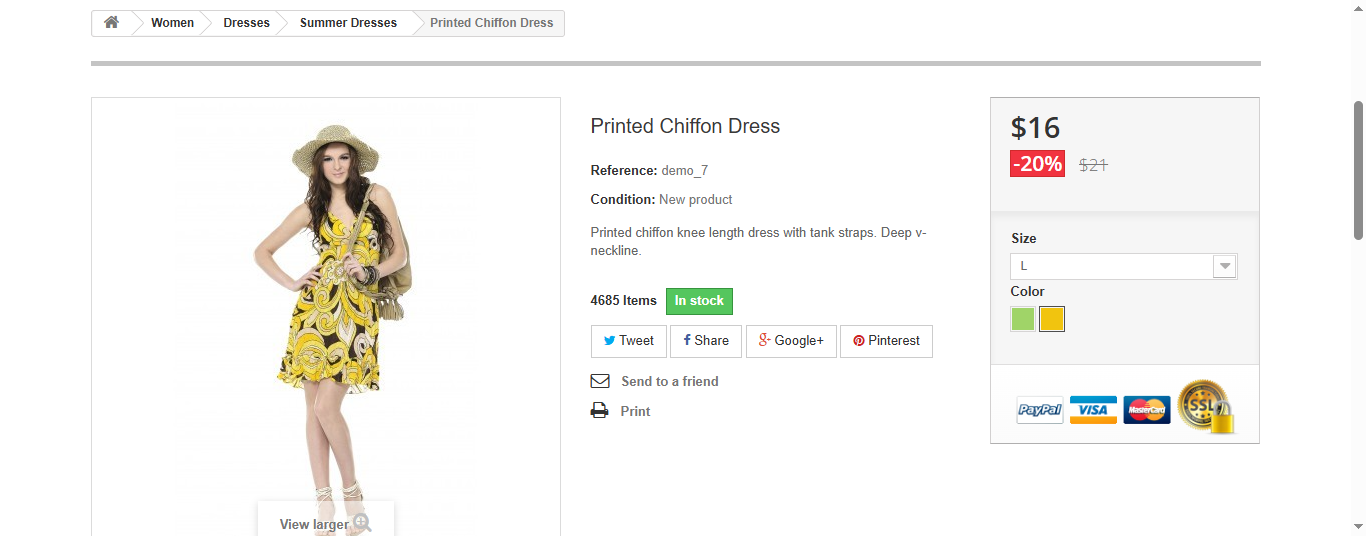 Women
Dresses
Summer Dresses
Printed Chiffon Dress
Printed Chiffon Dress
Reference: demo_7
Condition: New product
Printed chiffon knee length dress with tank straps. Deep v-
neckline.
4685 Items
In stock
Tweet
Share
Google+
Pinterest
Send to a friend
Print
View larger
$16
-20% $21
Size
L
Color
PayPal
VISA
MasterCard
SSL